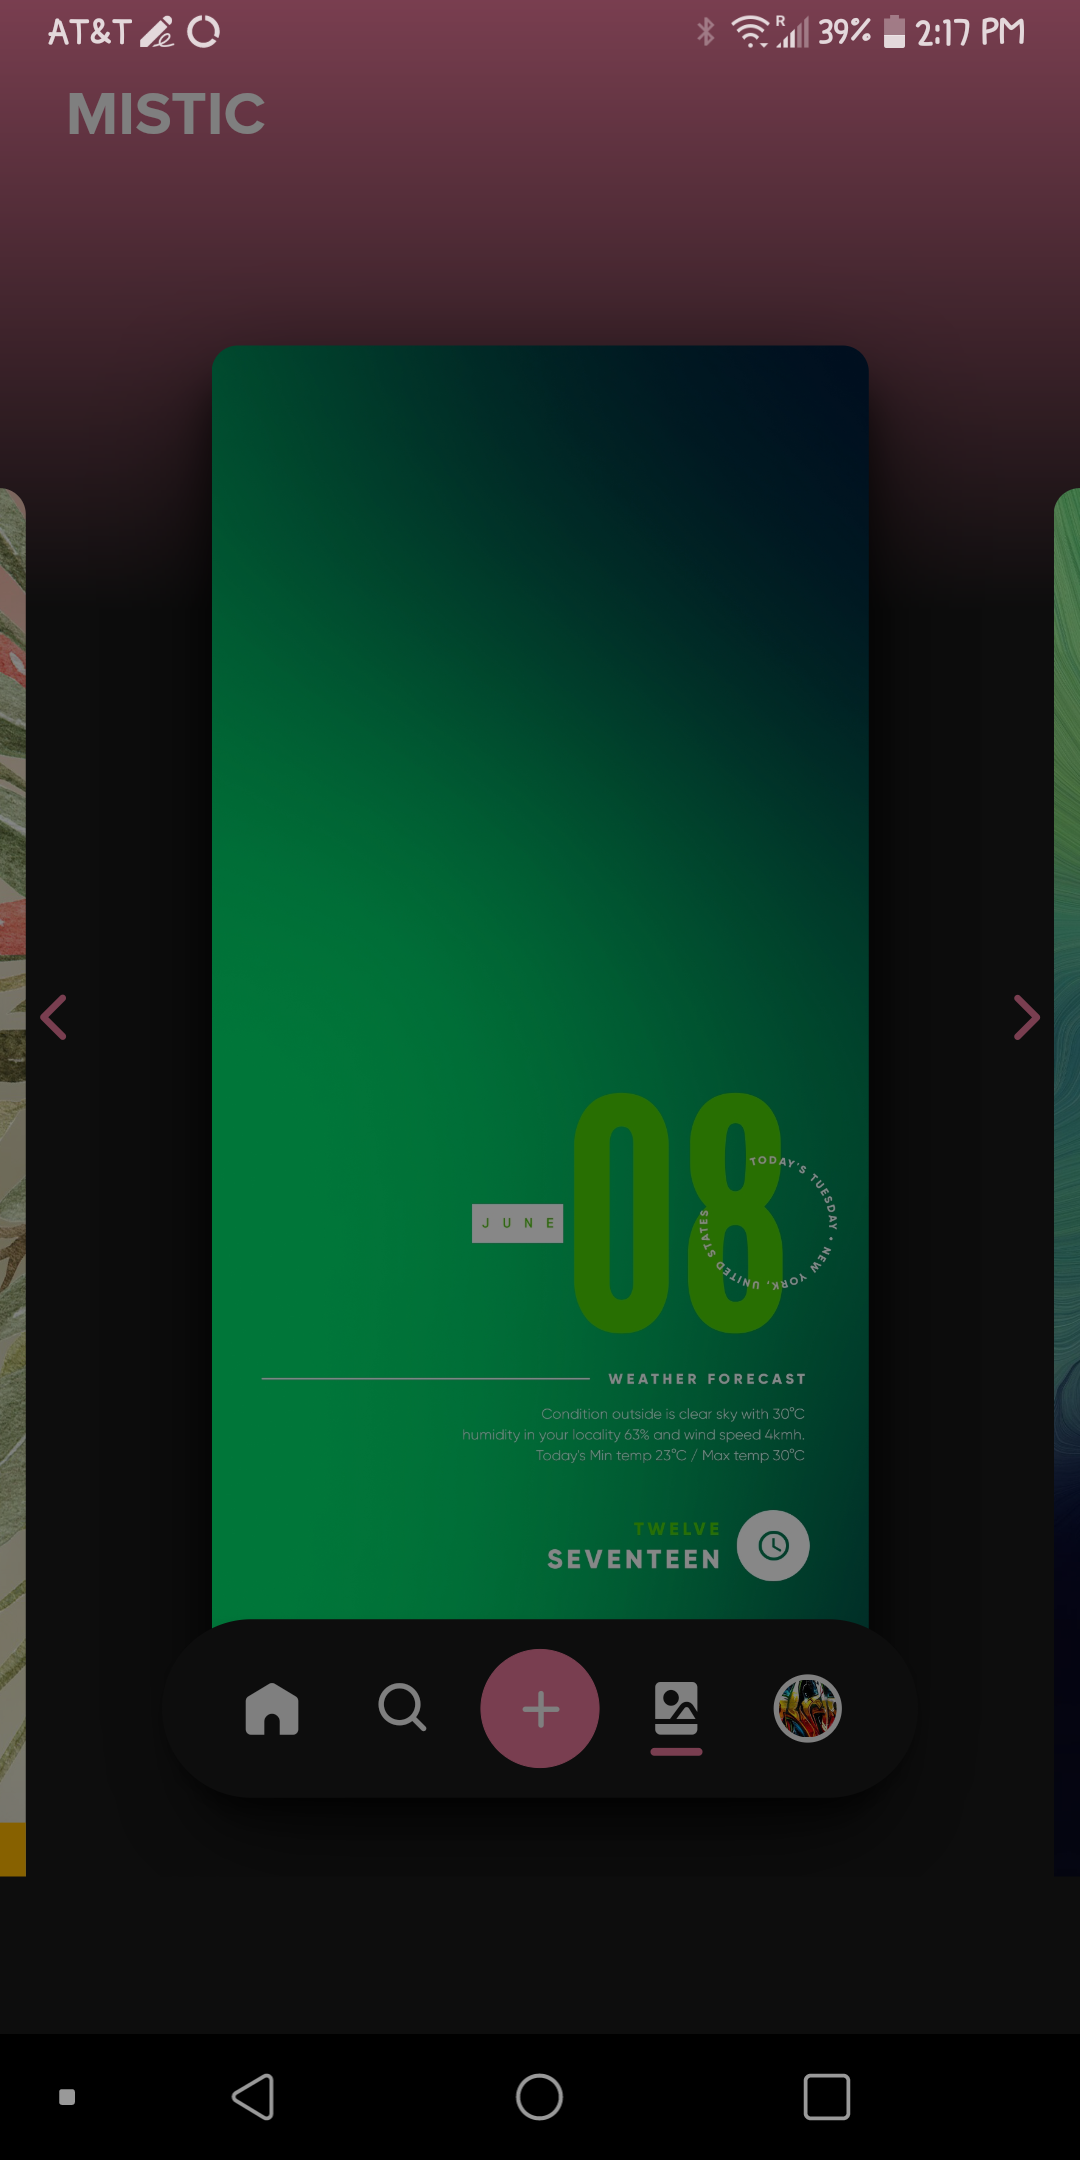 AT&T R 39% 2:17 PM
MISTIC
JUNE
08
TODAY'S TUESDAY • NEW YORK, UNITED STATES
WEATHER FORECAST
Condition outside is clear sky with 30°C
humidity in your locality 63% and wind speed 4kmh.
Today's Min temp 23°C / Max temp 30°C
TWELVE
SEVENTEEN